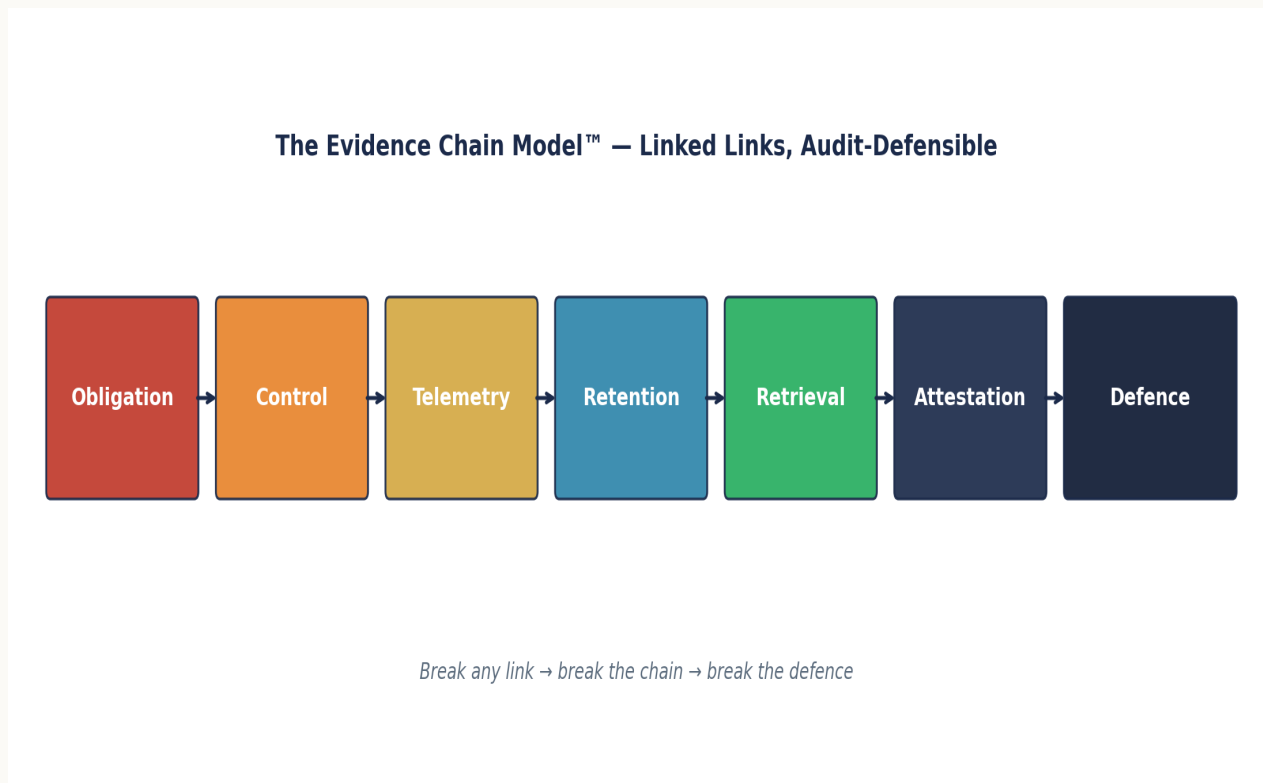 The Evidence Chain Model™ — Linked Links, Audit-Defensible
Obligation
Control
Telemetry
Retention
Retrieval
Attestation
Defence
Break any link → break the chain → break the defence